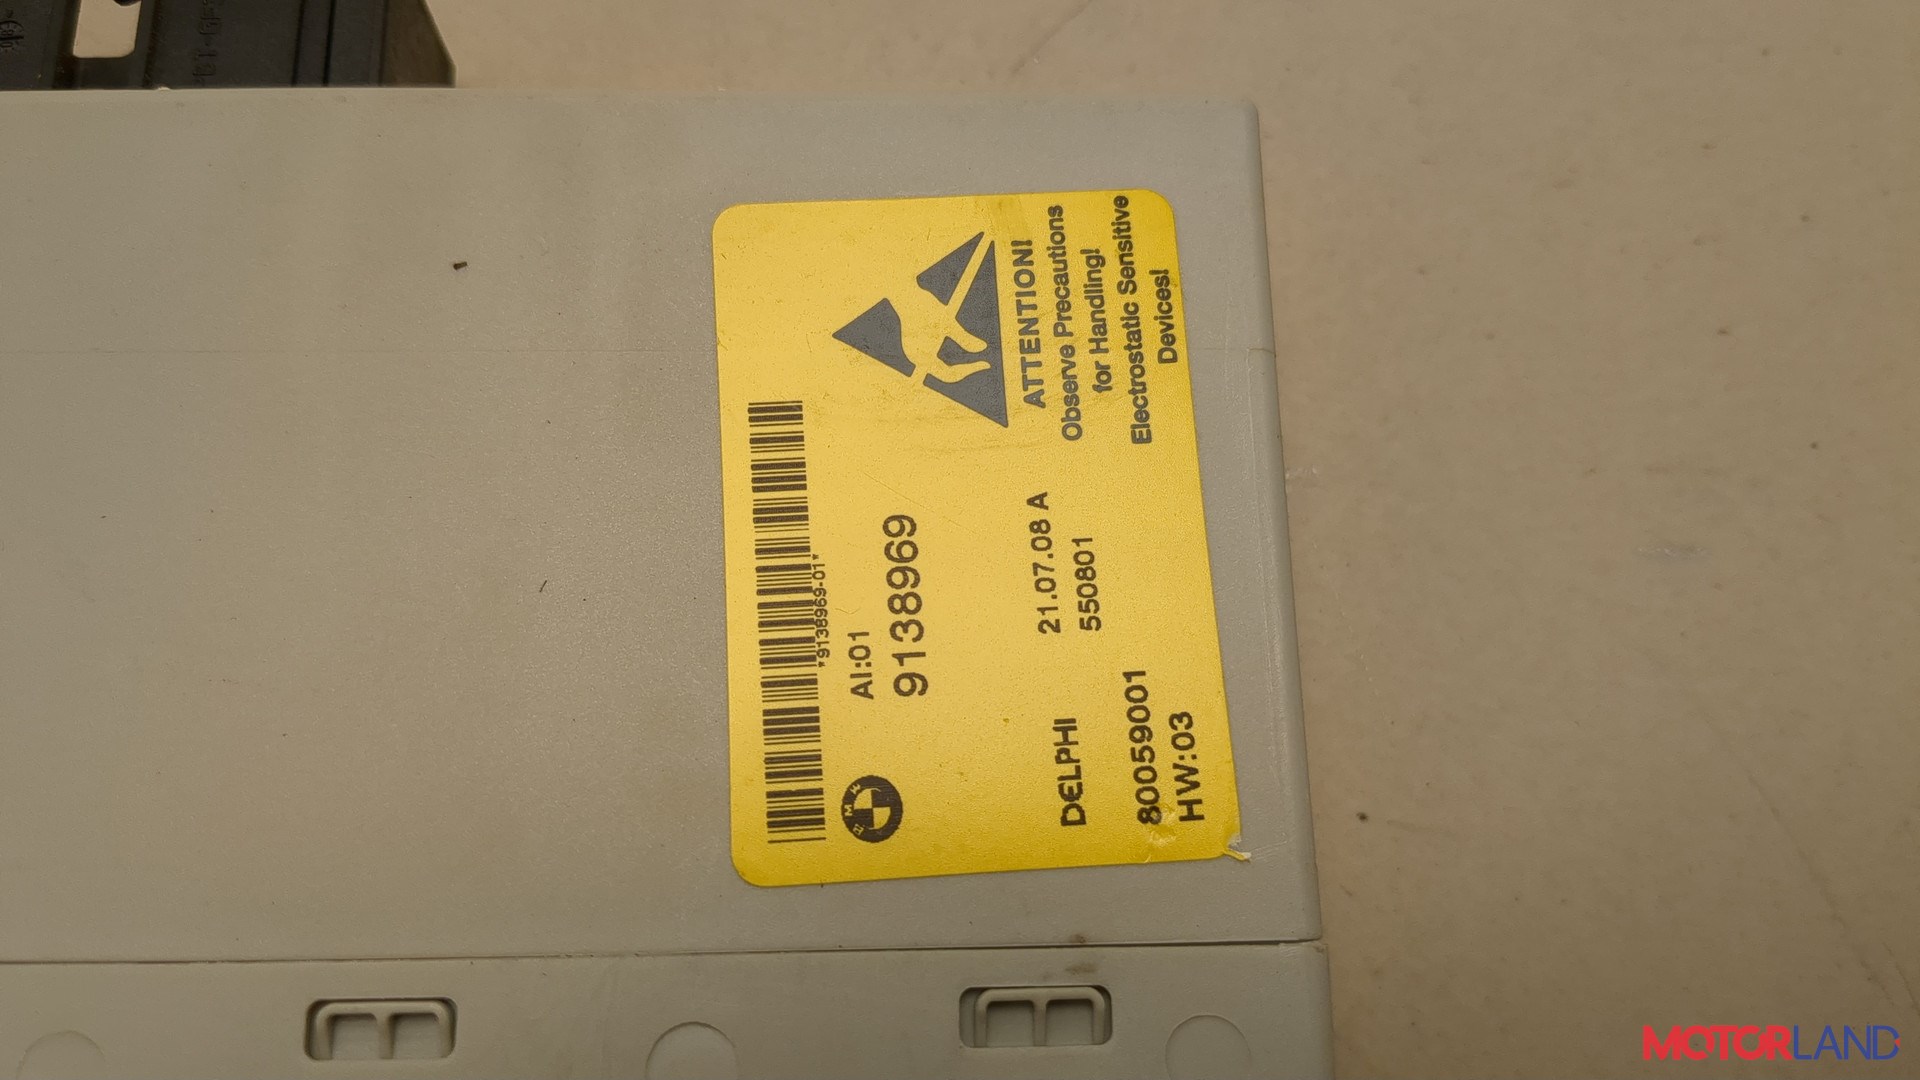 *9138969-01*
AI:01
9138969
BMW
ATTENTION!
Observe Precautions
for Handling!
Electrostatic Sensitive
Devices!
DELPHI 21.07.08 A
550801
80059001
HW:03
MOTORLAND